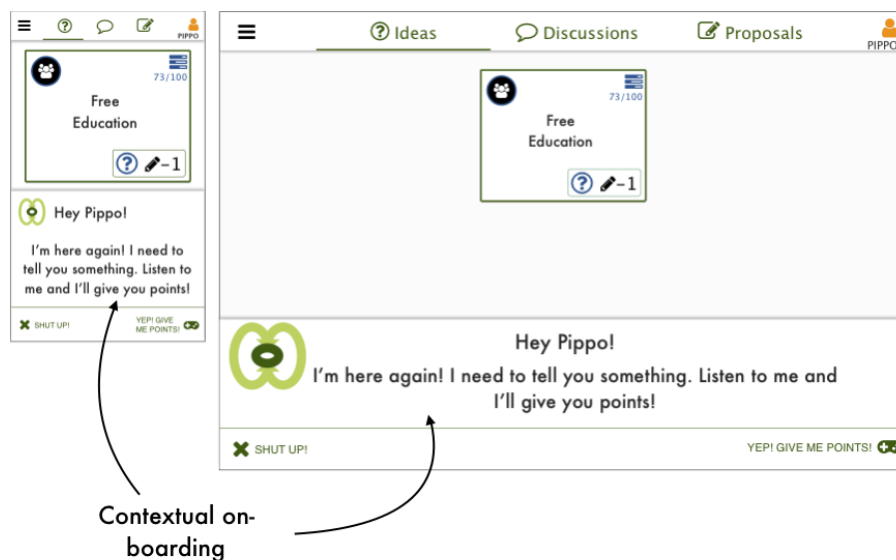 PIPPO
73/100
Free
Education
-1
Hey Pippo!
I'm here again! I need to
tell you something. Listen to
me and I'll give you points!
SHUT UP!
YEP! GIVE
ME POINTS!
Ideas
Discussions
Proposals
PIPPO
73/100
Free
Education
-1
Hey Pippo!
I'm here again! I need to tell you something. Listen to me and
I'll give you points!
SHUT UP!
YEP! GIVE ME POINTS!
Contextual on-
boarding